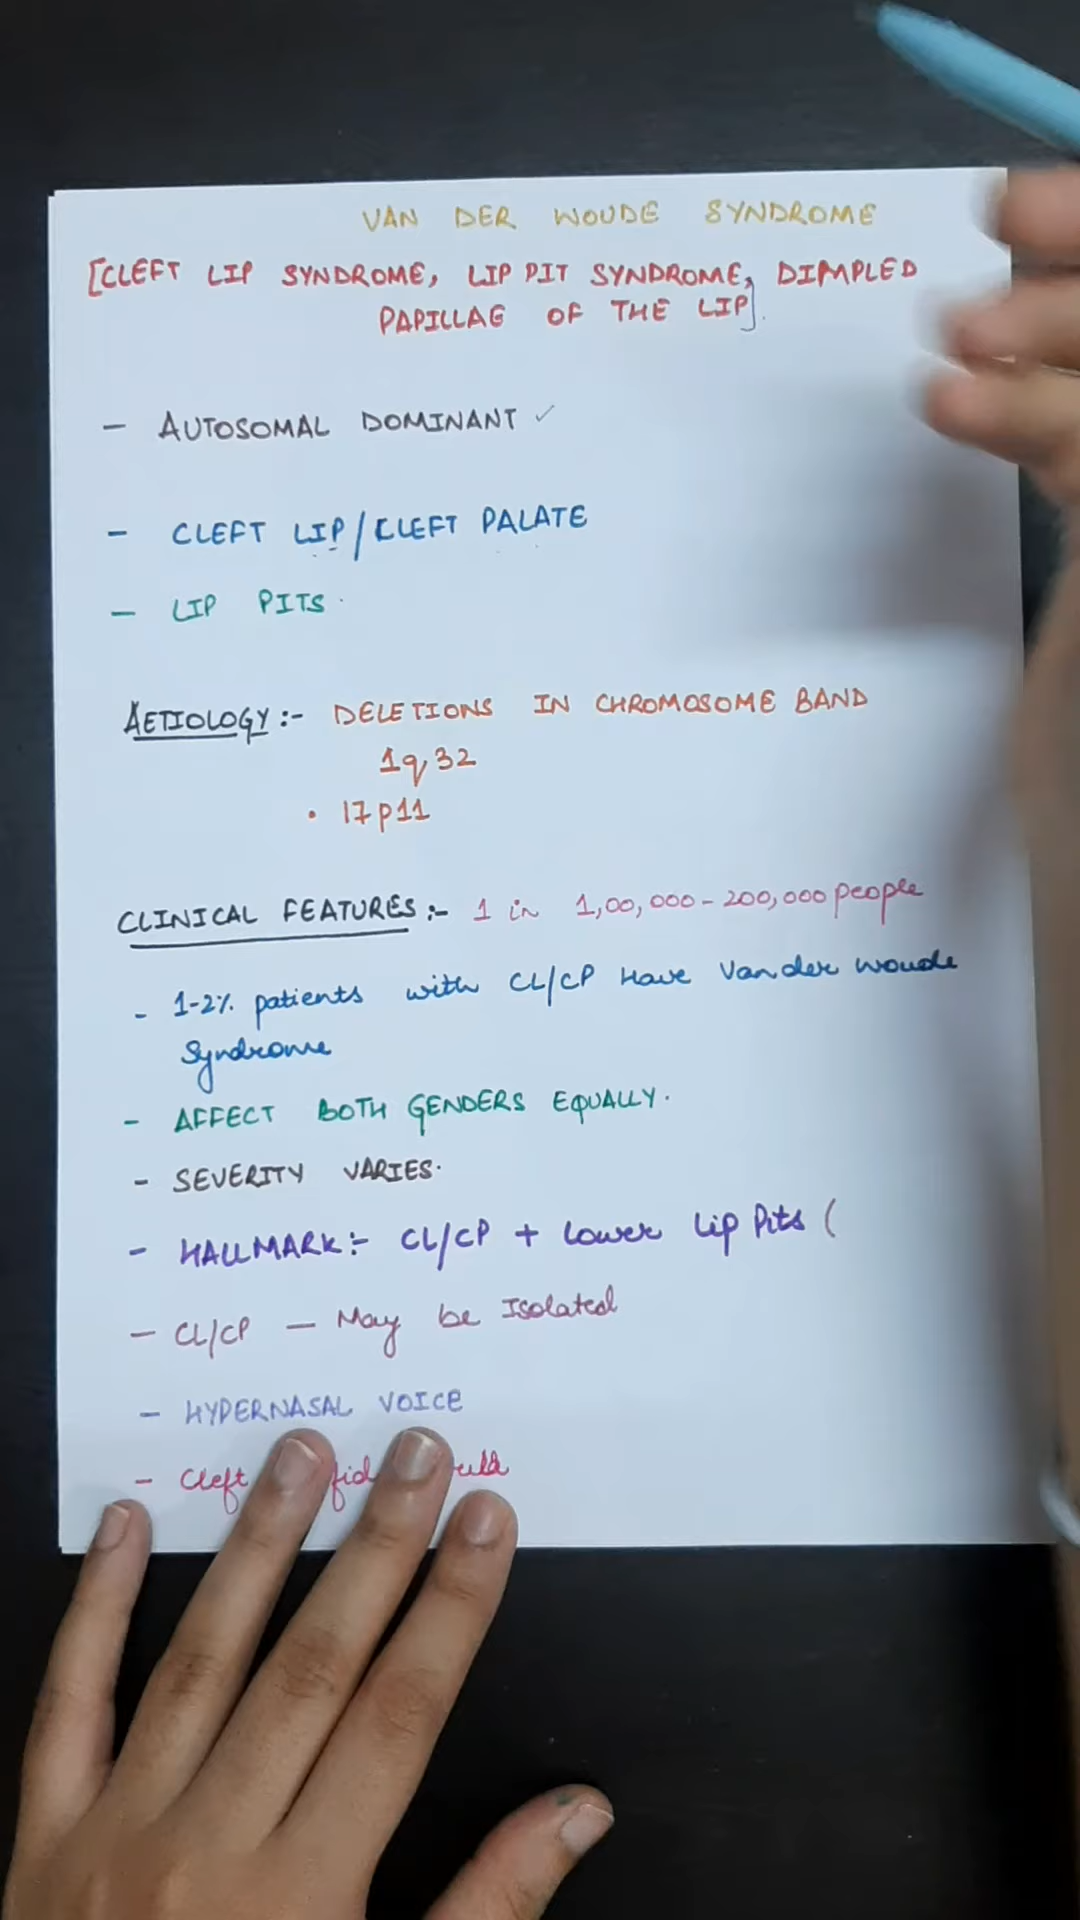 VAN DER WOUDE SYNDROME
[CLEFT LIP SYNDROME, LIP PIT SYNDROME, DIMPLED
PAPILLAE OF THE LIP].
- AUTOSOMAL DOMINANT ✓
- CLEFT LIP/CLEFT PALATE
- LIP PITS.
AETIOLOGY:- DELETIONS IN CHROMOSOME BAND
1q32
• 17p11
CLINICAL FEATURES:- 1 in 1,00,000-200,000 people
- 1-2% patients with CL/CP Have Van der woude
Syndrome
- AFFECT BOTH GENDERS EQUALLY.
- SEVERITY VARIES.
- HALLMARK:- CL/CP + Lower Lip Pits (
- CL/CP - May be Isolated
- HYPERNASAL VOICE
- Cleft